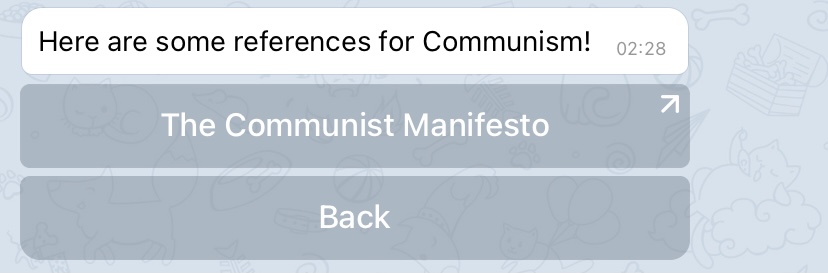 Here are some references for Communism! 02:28
The Communist Manifesto
Back